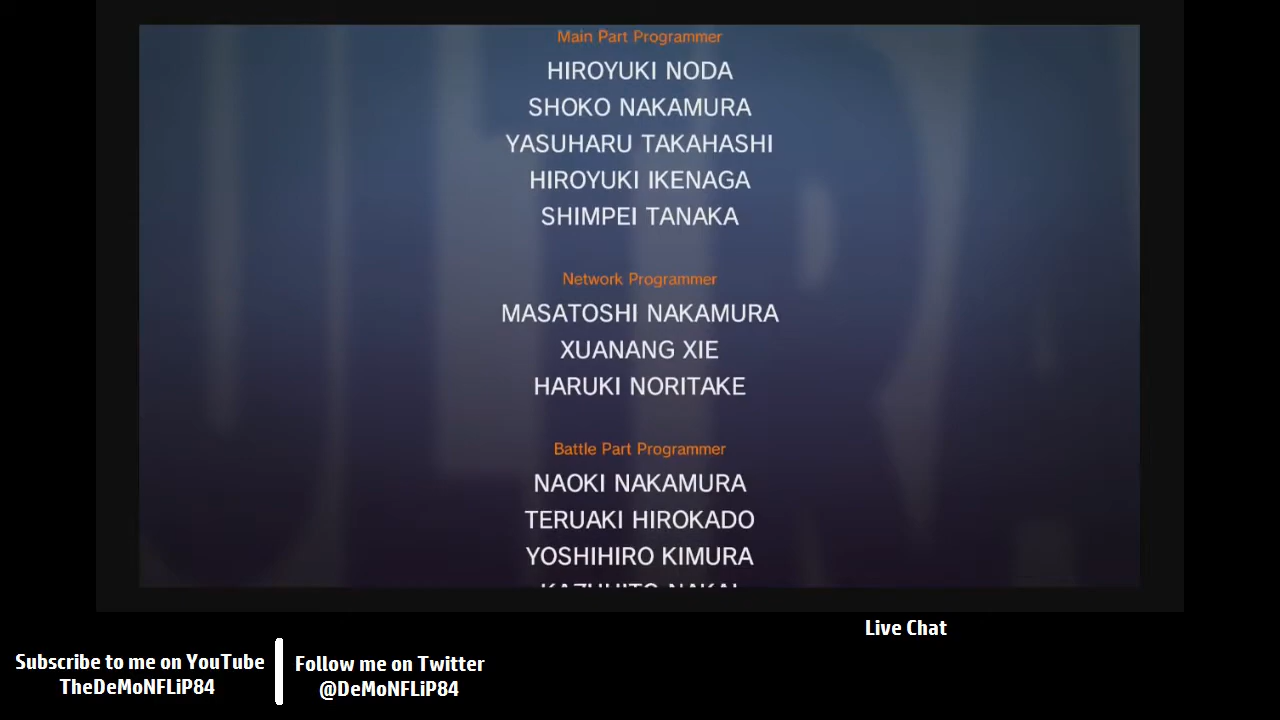 Main Part Programmer
HIROYUKI NODA
SHOKO NAKAMURA
YASUHARU TAKAHASHI
HIROYUKI IKENAGA
SHIMPEI TANAKA
Network Programmer
MASATOSHI NAKAMURA
XUANANG XIE
HARUKI NORITAKE
Battle Part Programmer
NAOKI NAKAMURA
TERUAKI HIROKADO
YOSHIHIRO KIMURA
Live Chat
Subscribe to me on YouTube
TheDeMoNFLiP84
Follow me on Twitter
@DeMoNFLiP84